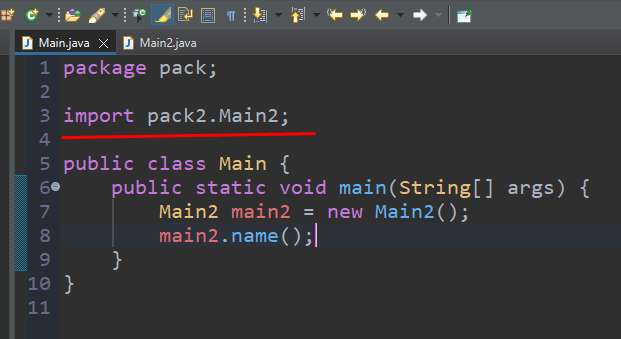 Main.java Main2.java
1 package pack;
2
3 import pack2.Main2;
4
5 public class Main {
6 public static void main(String[] args) {
7 Main2 main2 = new Main2();
8 main2.name();
9 }
10 }
11